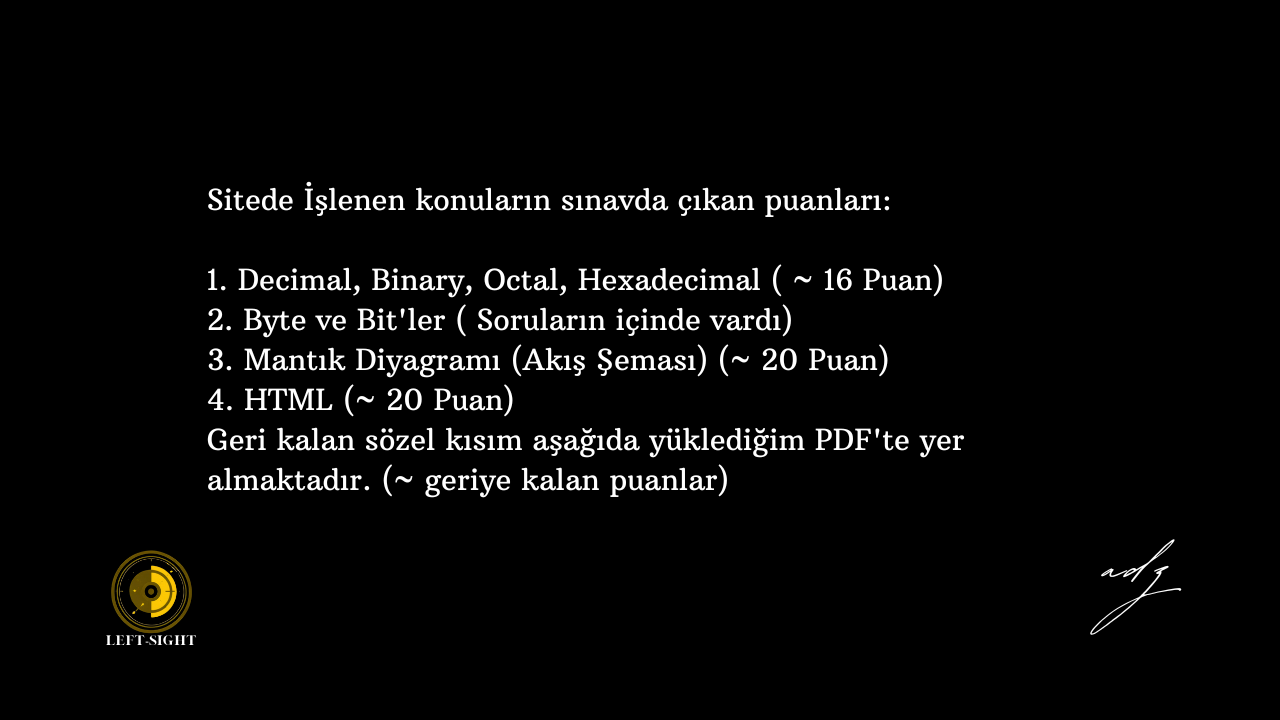 Sitede İşlenen konuların sınavda çıkan puanları:
1. Decimal, Binary, Octal, Hexadecimal ( ~ 16 Puan)
2. Byte ve Bit'ler ( Soruların içinde vardı)
3. Mantık Diyagramı (Akış Şeması) (~ 20 Puan)
4. HTML (~ 20 Puan)
Geri kalan sözel kısım aşağıda yüklediğim PDF'te yer
almaktadır. (~ geriye kalan puanlar)
LEFT-SIGHT
adz